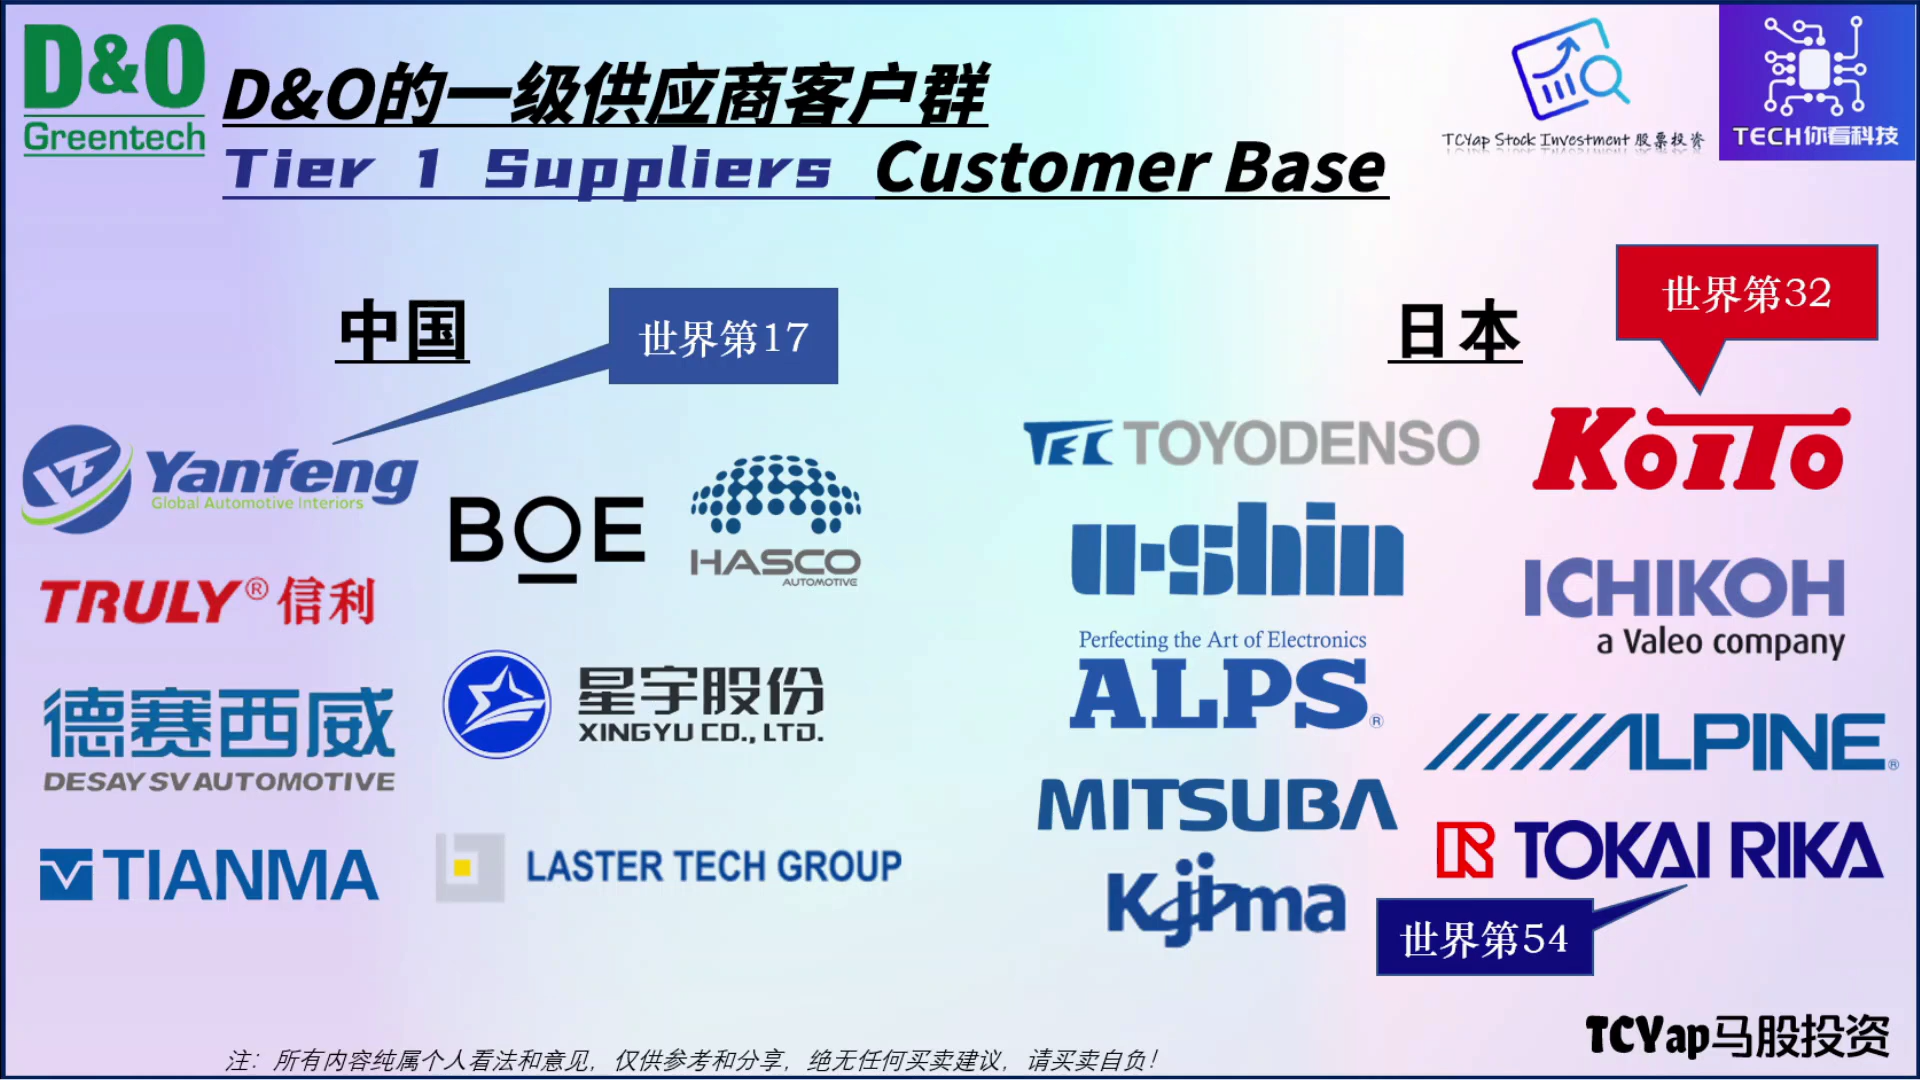 D&O
Greentech
D&O的一级供应商客户群
Tier 1 Suppliers Customer Base
TCYap Stock Investment 股票投资
TECH你看科技
中国
世界第17
Yanfeng
Global Automotive Interiors
BOE
HASCO
AUTOMOTIVE
TRULY® 信利
星宇股份
XINGYU CO., LTD.
德赛西威
DESAY SV AUTOMOTIVE
TIANMA
LASTER TECH GROUP
日本
世界第32
TEC TOYODENSO
KOITO
u-shin
ICHIKOH
a Valeo company
Perfecting the Art of Electronics
ALPS®
ALPINE®
MITSUBA
TOKAI RIKA
Kojima
世界第54
TCYap马股投资
注：所有内容纯属个人看法和意见，仅供参考和分享，绝无任何买卖建议，请买卖自负！